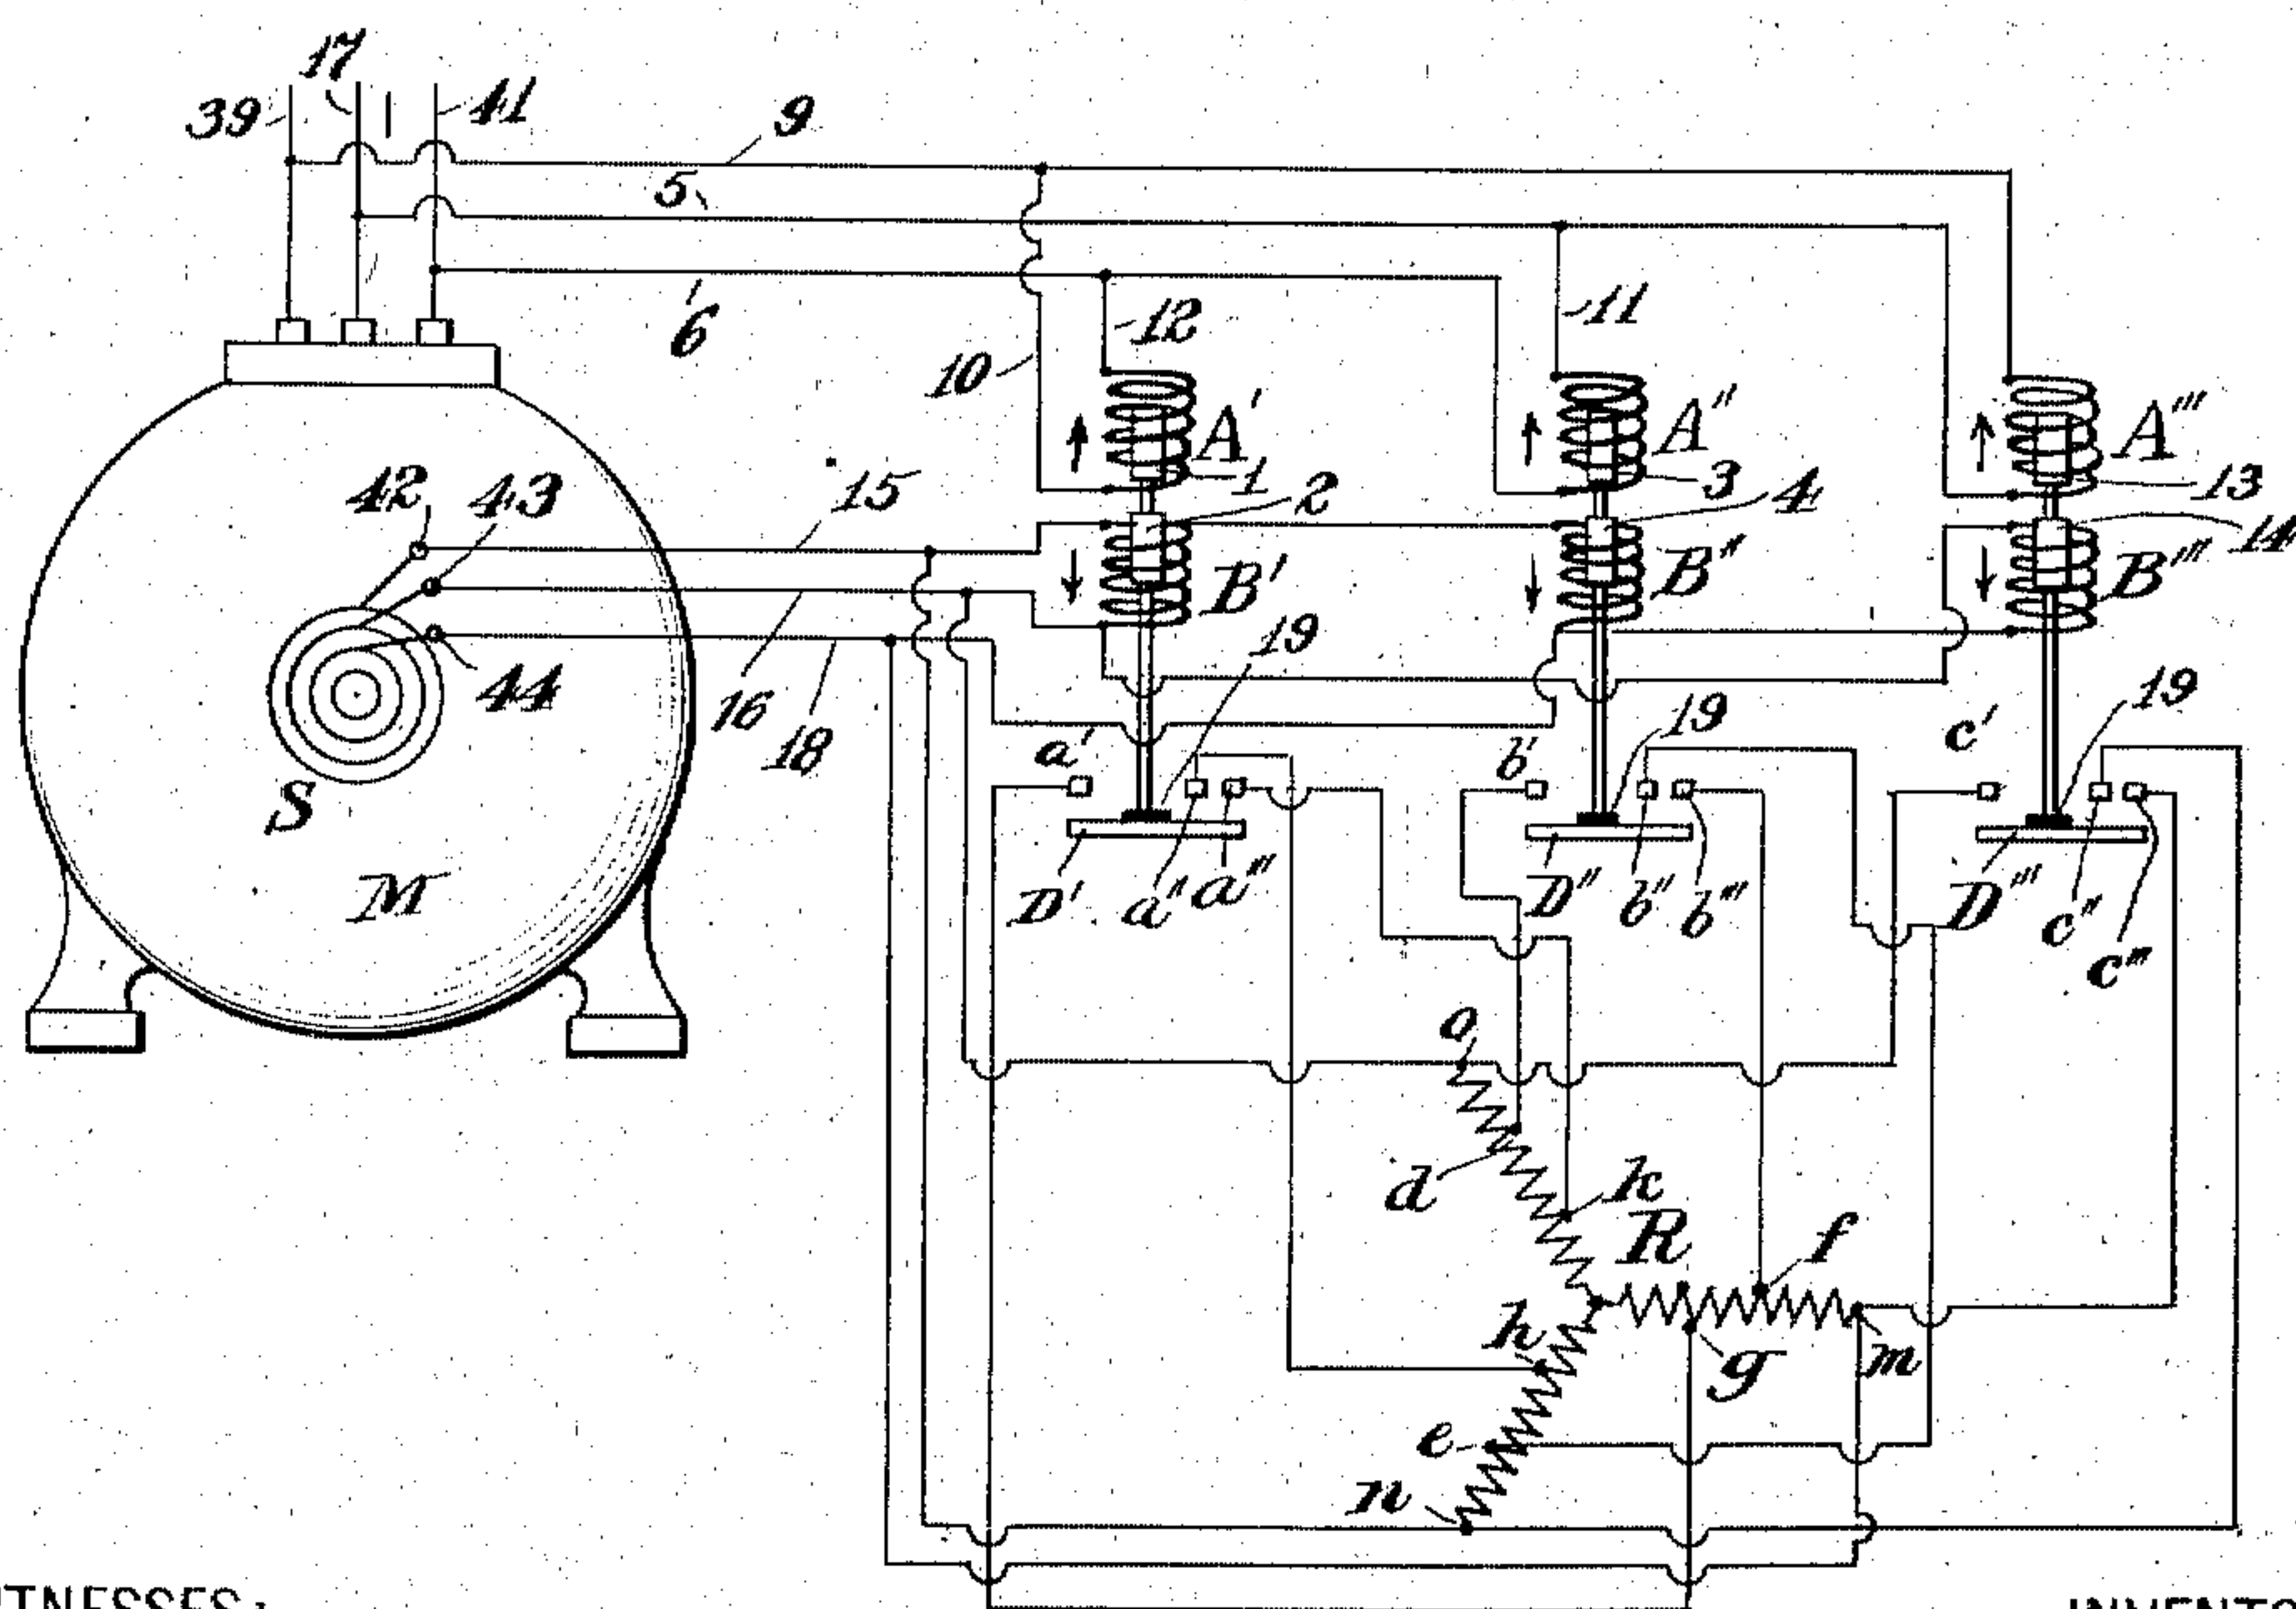 17
39
41
9
5
6
12
11
10
A'
A''
A'''
1
3
13
42
43
15
2
4
14
B'
B''
B'''
44
16
18
19
19
19
S
M
a'
b'
c'
D'
a''
a'''
D''
b''
b'''
D'''
c''
c'''
o
d
k
R
f
h
g
m
e
n
WITNESSES:
INVENTO